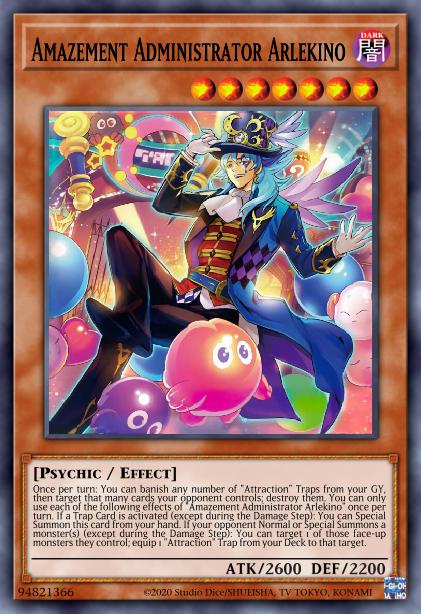 AMAZEMENT ADMINISTRATOR ARLEKINO
DARK
闇
[PSYCHIC / EFFECT]
Once per turn: You can banish any number of "Attraction" Traps from your GY,
then target that many cards your opponent controls; destroy them. You can only
use each of the following effects of "Amazement Administrator Arlekino" once per
turn. If a Trap Card is activated (except during the Damage Step): You can Special
Summon this card from your hand. If your opponent Normal or Special Summons a
monster(s) (except during the Damage Step): You can target 1 of those face-up
monsters they control; equip 1 "Attraction" Trap from your Deck to that target.
ATK/2600 DEF/2200
94821366
©2020 Studio Dice/SHUEISHA, TV TOKYO, KONAMI